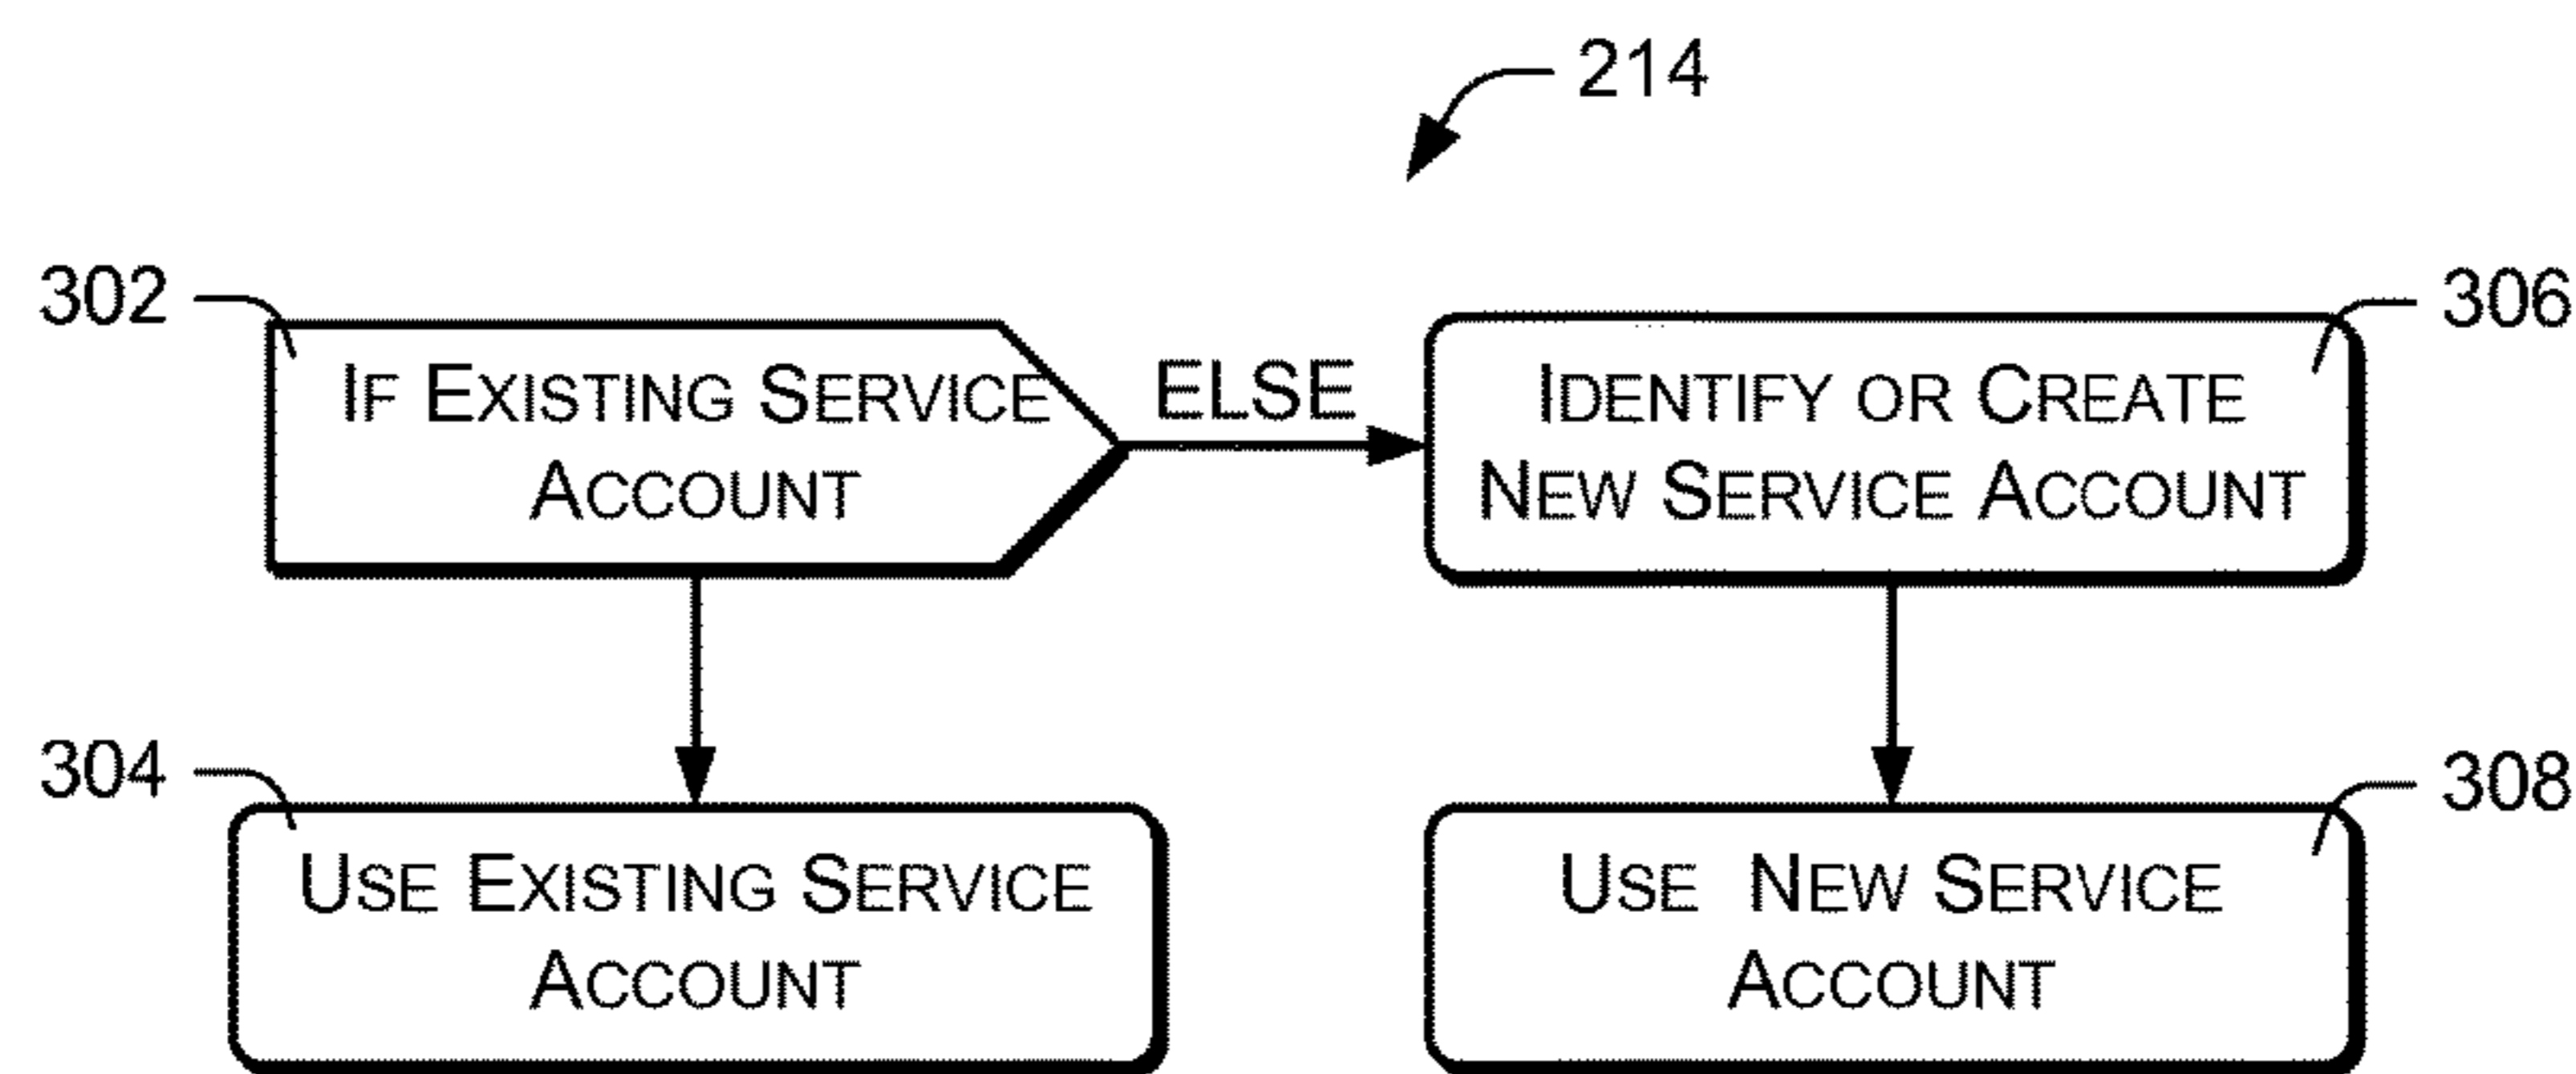 214
302
IF EXISTING SERVICE
ACCOUNT
ELSE
306
IDENTIFY OR CREATE
NEW SERVICE ACCOUNT
304
USE EXISTING SERVICE
ACCOUNT
308
USE NEW SERVICE
ACCOUNT